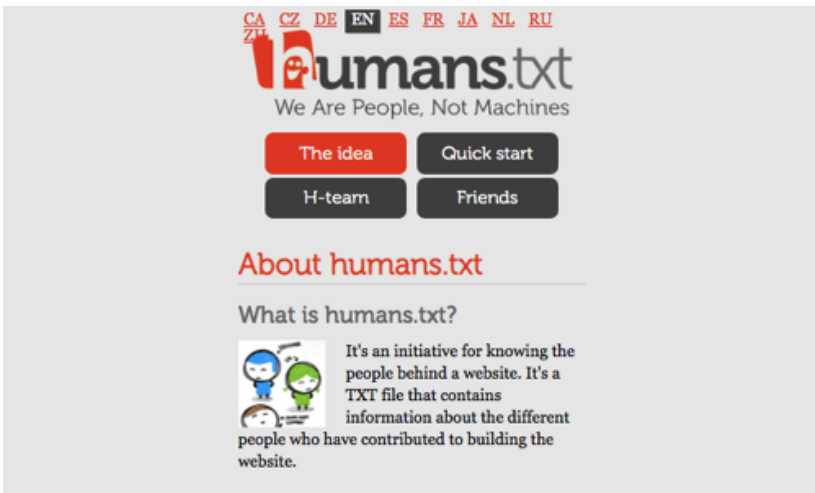 CA CZ DE EN ES FR JA NL RU
ZH
humans.txt
We Are People, Not Machines
The idea Quick start
H-team Friends
About humans.txt
What is humans.txt?
It's an initiative for knowing the
people behind a website. It's a
TXT file that contains
information about the different
people who have contributed to building the
website.